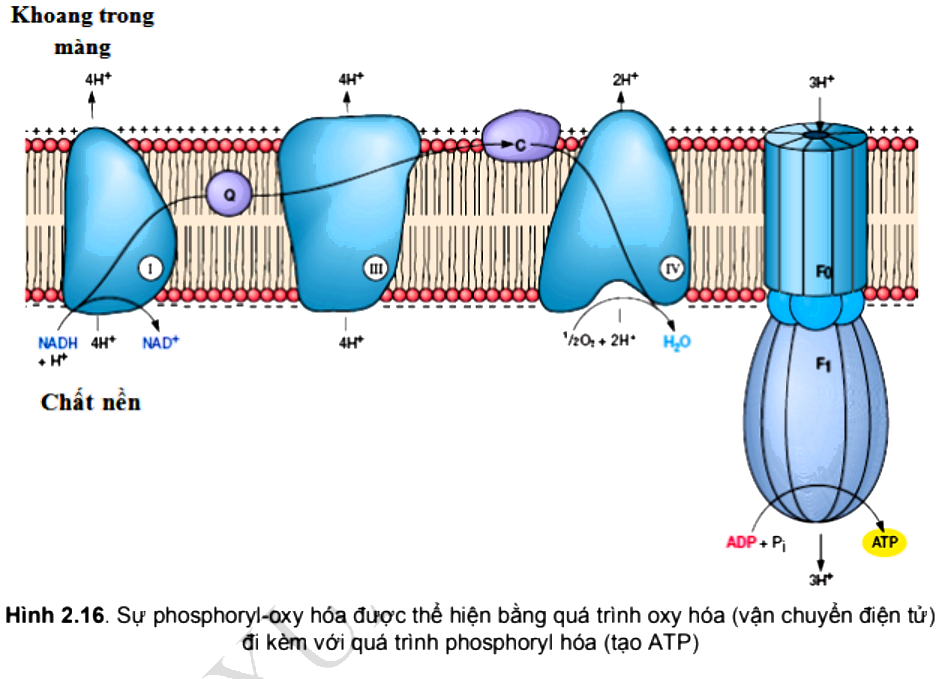 Khoang trong
màng
4H⁺ 4H⁺ 2H⁺ 3H⁺
+ + + + + + + + + + + + + + + + + + + + + + + + + +
Q C
I III IV F0
NADH 4H⁺ NAD⁺ 4H⁺ ¹/₂O₂ + 2H⁺ H₂O
+ H⁺
F₁
Chất nền
ADP + Pᵢ ATP
3H⁺
Hình 2.16. Sự phosphoryl-oxy hóa được thể hiện bằng quá trình oxy hóa (vận chuyển điện tử)
đi kèm với quá trình phosphoryl hóa (tạo ATP)